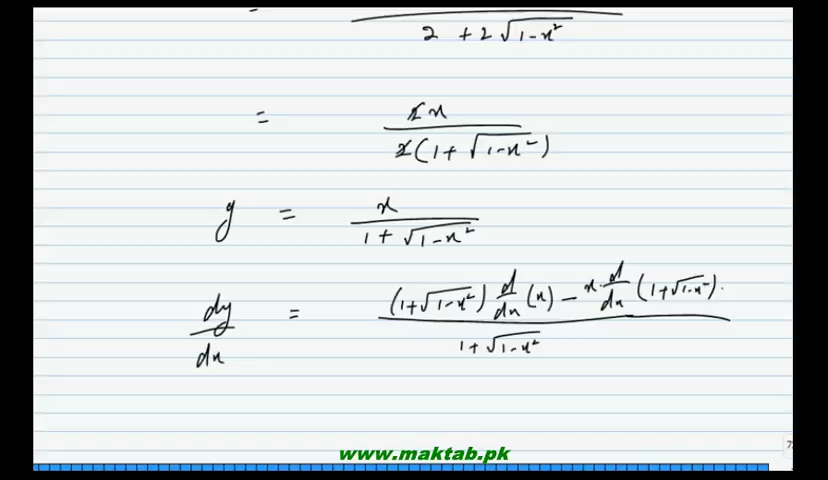 =
2 + 2√1-x²
= 2x
2(1+ √1-x²)
y = x
1+ √1-x²
dy/dx = (1+√1-x²) d/dx (x) - x. d/dx (1+√1-x²).
1+√1-x²
www.maktab.pk